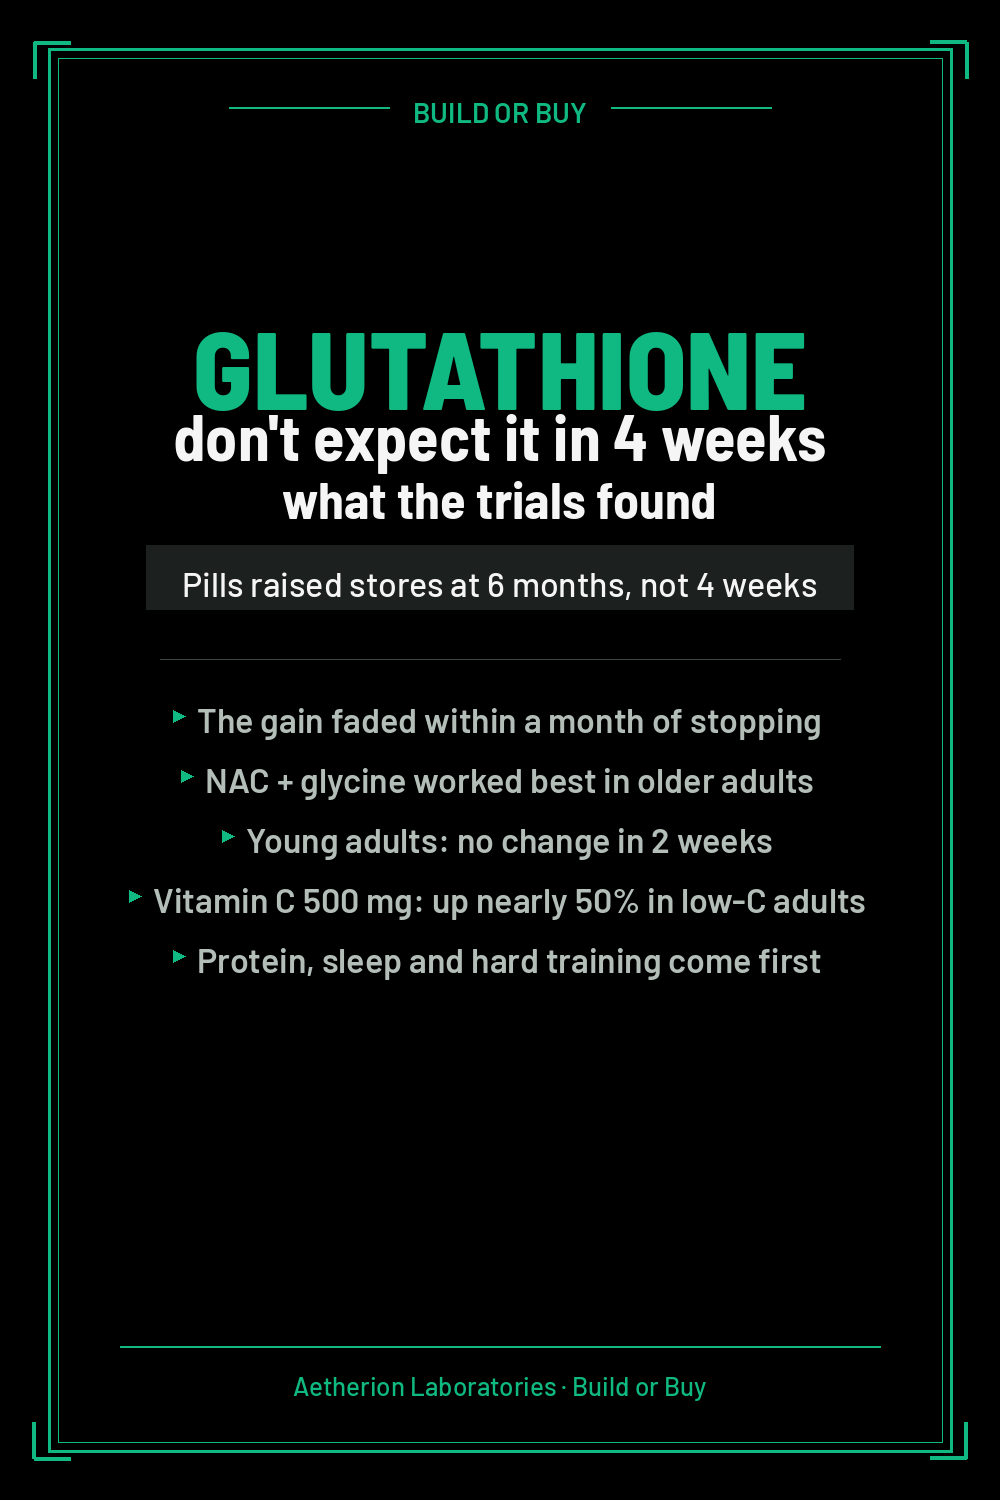 BUILD OR BUY
GLUTATHIONE
don't expect it in 4 weeks
what the trials found
Pills raised stores at 6 months, not 4 weeks
The gain faded within a month of stopping
NAC + glycine worked best in older adults
Young adults: no change in 2 weeks
Vitamin C 500 mg: up nearly 50% in low-C adults
Protein, sleep and hard training come first
Aetherion Laboratories · Build or Buy